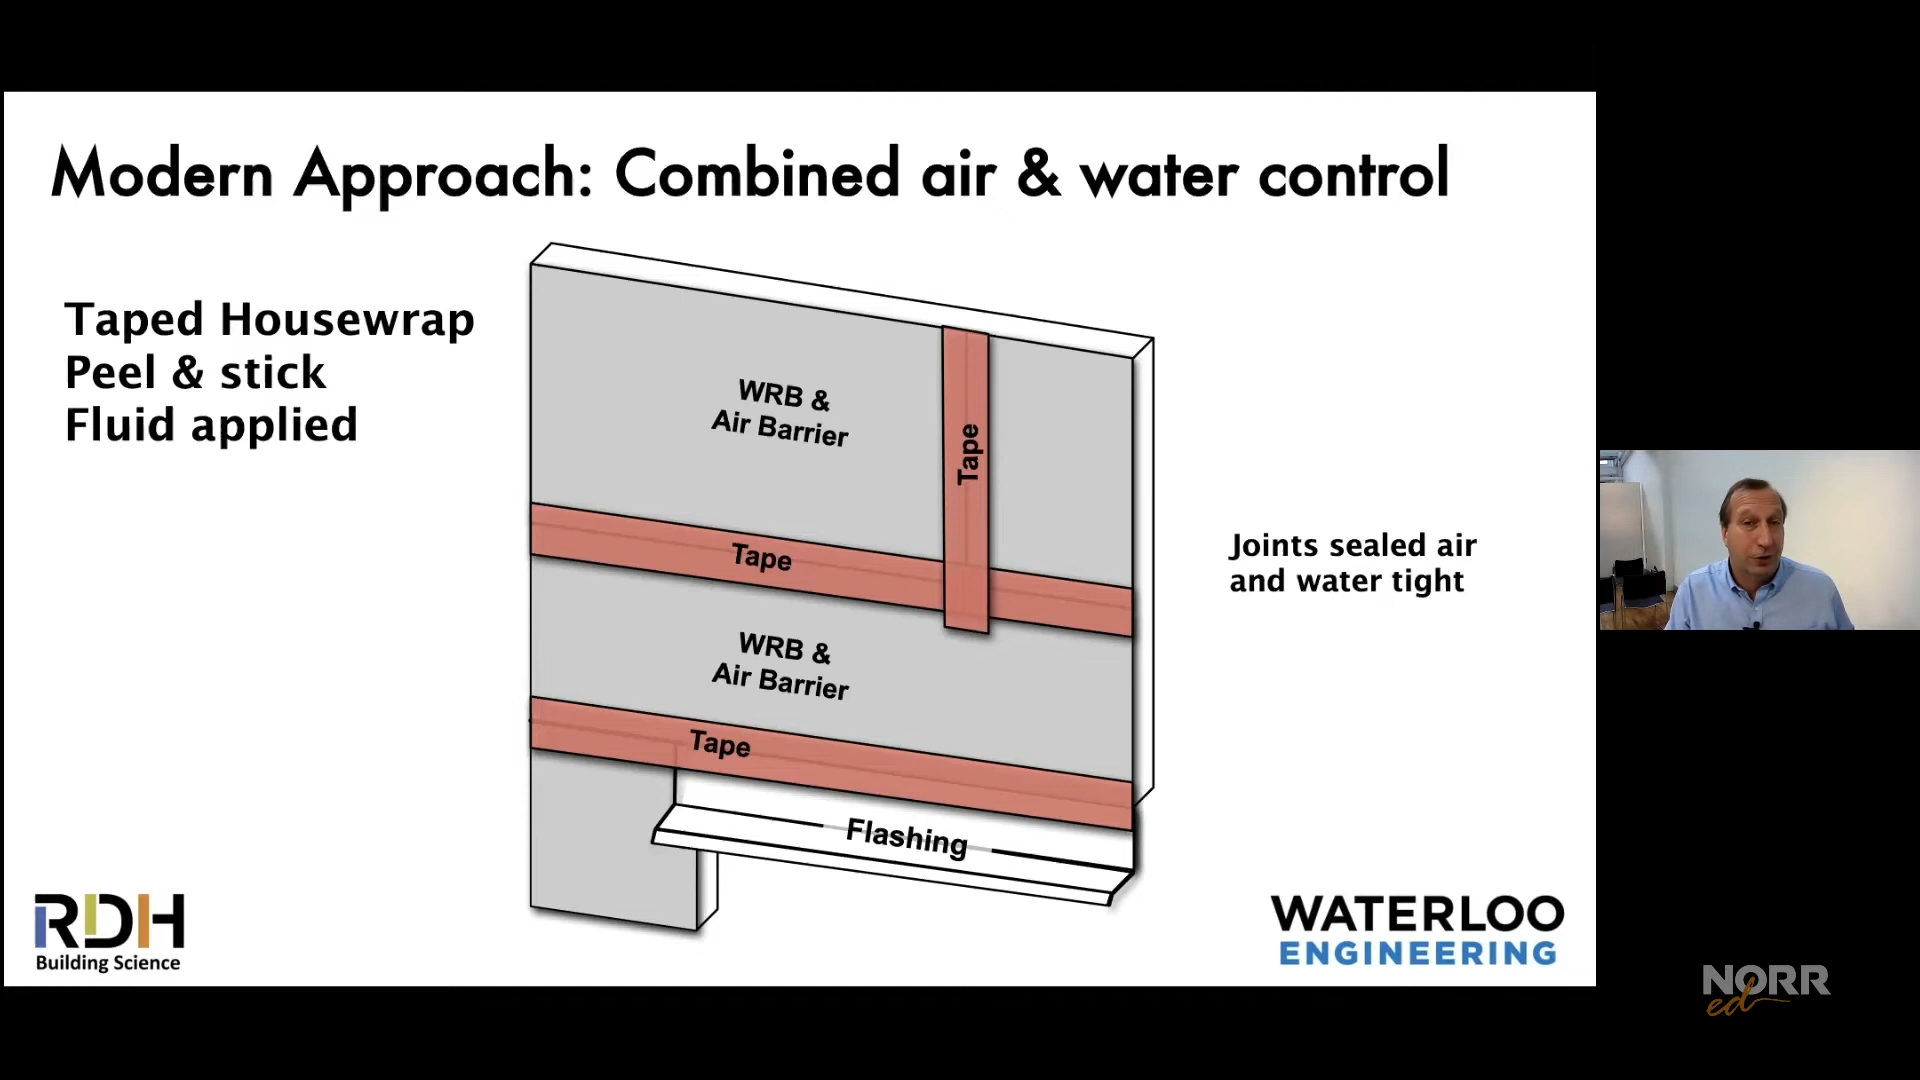 Modern Approach: Combined air & water control
Taped Housewrap
Peel & stick
Fluid applied
WRB &
Air Barrier
Tape
Tape
WRB &
Air Barrier
Tape
Flashing
Joints sealed air
and water tight
RDH
Building Science
WATERLOO
ENGINEERING
NORR
ed